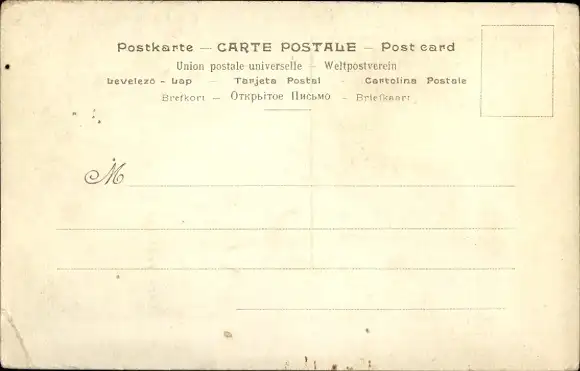 Postkarte — CARTE POSTALE — Post card
Union postale universelle — Weltpostverein
Levelező - Lap — Tarjeta Postal — Cartolina Postale
Brefkort — Открытое Письмо — Briefkaart
M